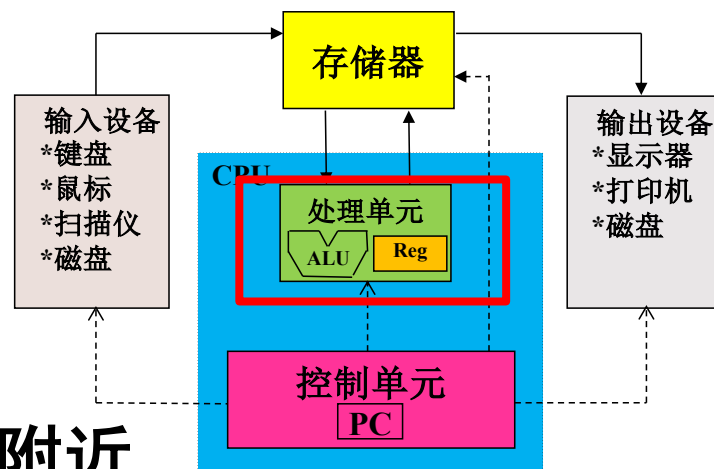 存储器
输入设备
*键盘
*鼠标
*扫描仪
*磁盘
输出设备
*显示器
*打印机
*磁盘
CPU
处理单元
ALU
Reg
控制单元
PC
附近